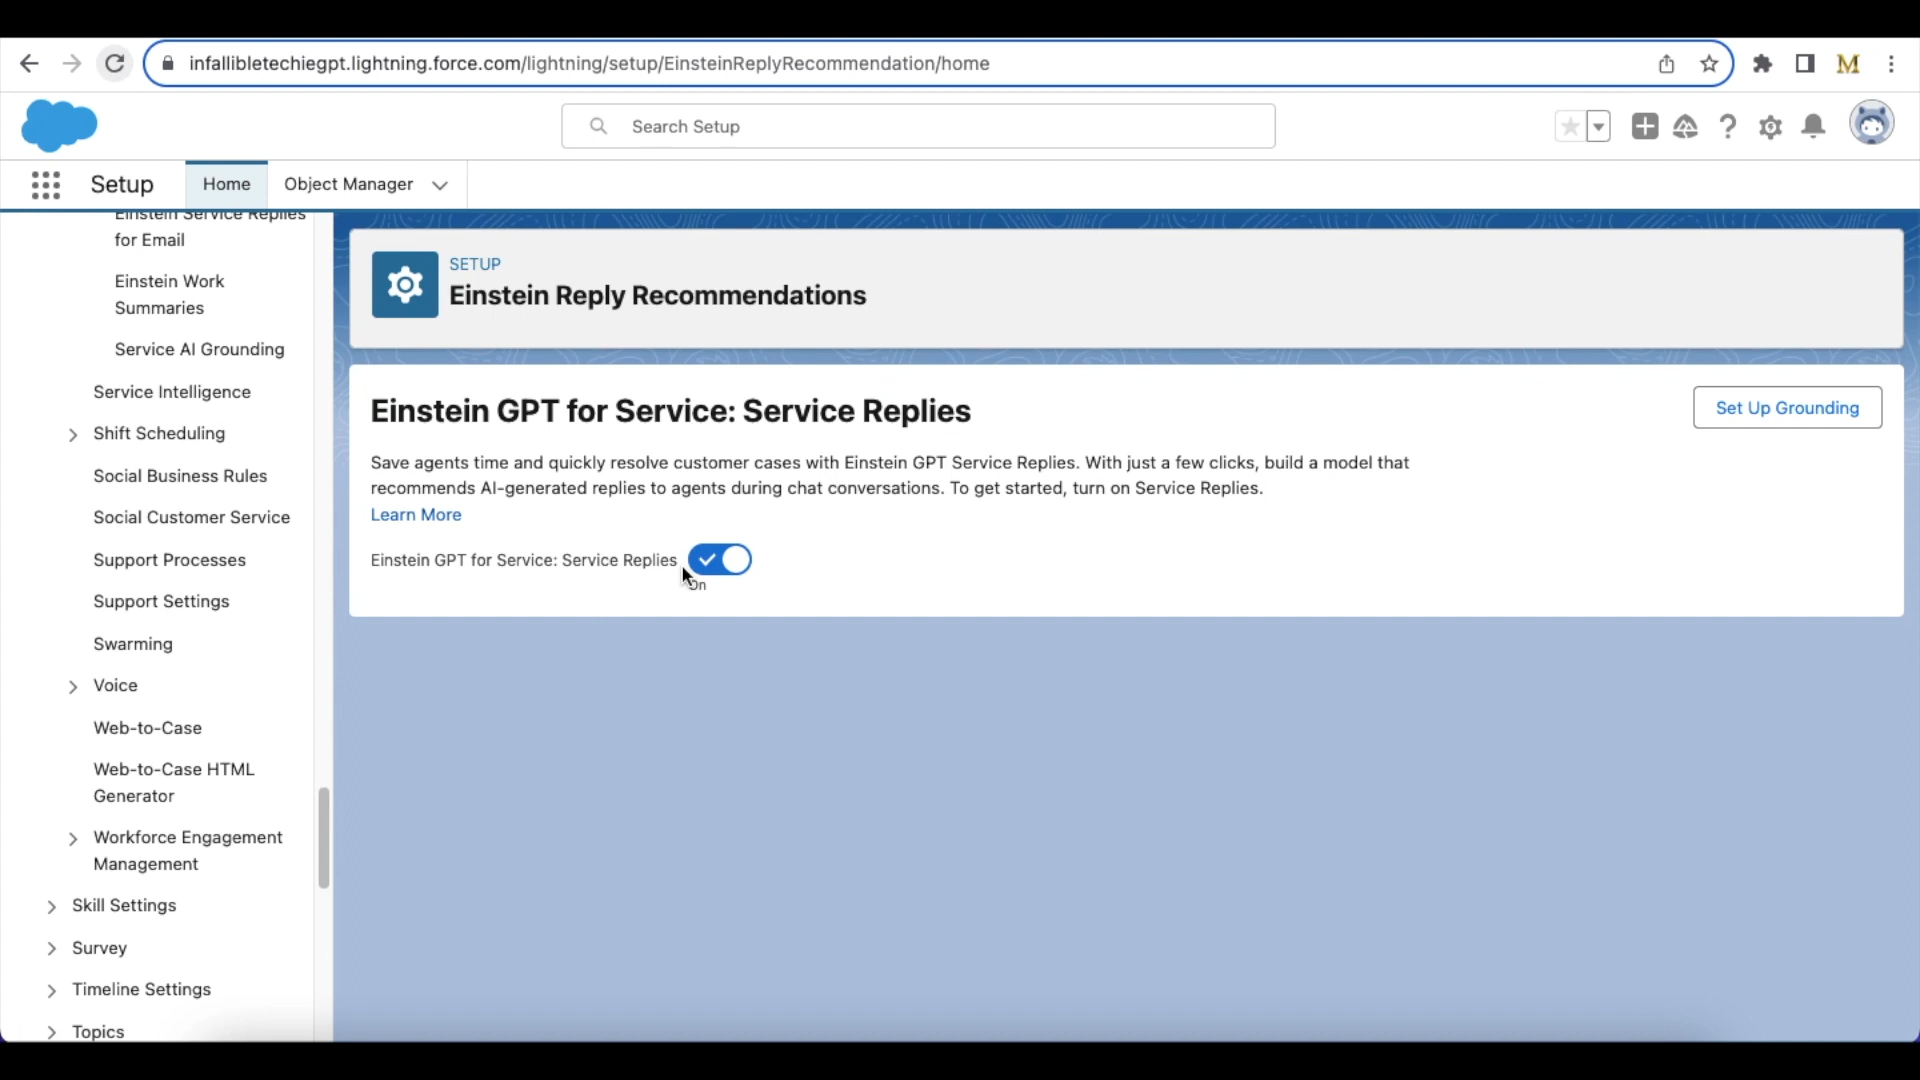 infallibletechiegpt.lightning.force.com/lightning/setup/EinsteinReplyRecommendation/home
M
Search Setup
Setup
Home
Object Manager
Einstein Service Replies
for Email
Einstein Work
Summaries
Service AI Grounding
Service Intelligence
Shift Scheduling
Social Business Rules
Social Customer Service
Support Processes
Support Settings
Swarming
Voice
Web-to-Case
Web-to-Case HTML
Generator
Workforce Engagement
Management
Skill Settings
Survey
Timeline Settings
Topics
SETUP
Einstein Reply Recommendations
Einstein GPT for Service: Service Replies
Set Up Grounding
Save agents time and quickly resolve customer cases with Einstein GPT Service Replies. With just a few clicks, build a model that
recommends AI-generated replies to agents during chat conversations. To get started, turn on Service Replies.
Learn More
Einstein GPT for Service: Service Replies
On